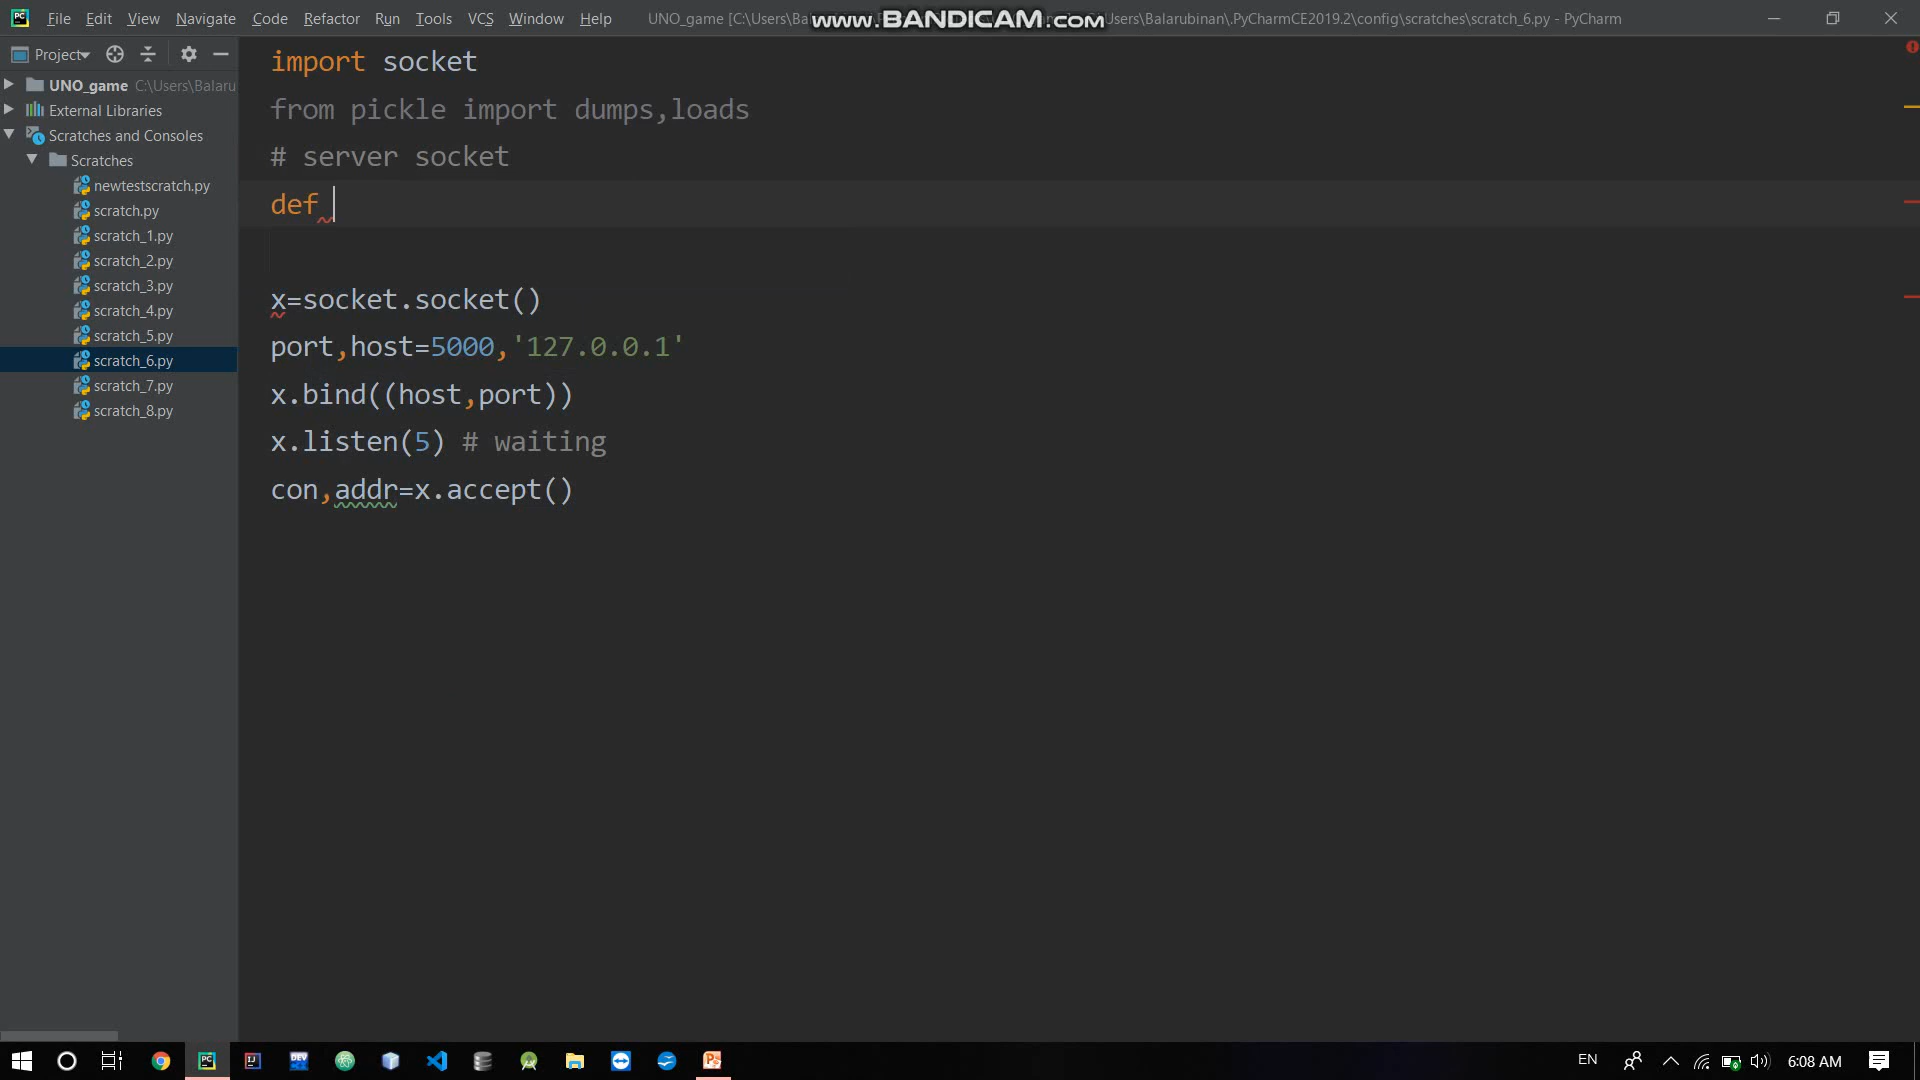 File Edit View Navigate Code Refactor Run Tools VCS Window Help
UNO_game [C:\Users\Ba
www.BANDICAM.com
Users\Balarubinan\.PyCharmCE2019.2\config\scratches\scratch_6.py - PyCharm
Project
UNO_game C:\Users\Balaru
External Libraries
Scratches and Consoles
Scratches
newtestscratch.py
scratch.py
scratch_1.py
scratch_2.py
scratch_3.py
scratch_4.py
scratch_5.py
scratch_6.py
scratch_7.py
scratch_8.py
import socket
from pickle import dumps,loads
# server socket
def
x=socket.socket()
port,host=5000,'127.0.0.1'
x.bind((host,port))
x.listen(5) # waiting
con,addr=x.accept()
EN
6:08 AM